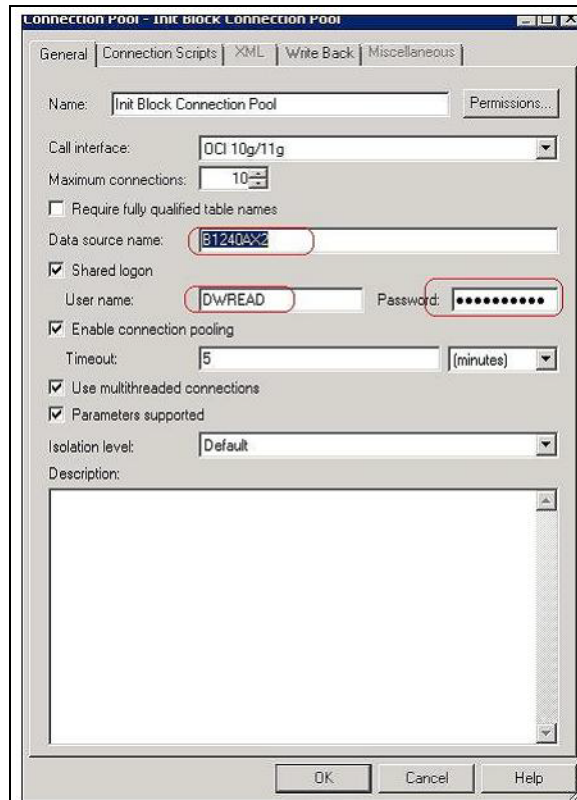 Connection Pool - Init Block Connection Pool
General Connection Scripts XML Write Back Miscellaneous
Name: Init Block Connection Pool Permissions...
Call interface: OCI 10g/11g
Maximum connections: 10
Require fully qualified table names
Data source name: B1240AX2
Shared logon
User name: DWREAD Password: ●●●●●●●●●●
Enable connection pooling
Timeout: 5 (minutes)
Use multithreaded connections
Parameters supported
Isolation level: Default
Description:
OK Cancel Help